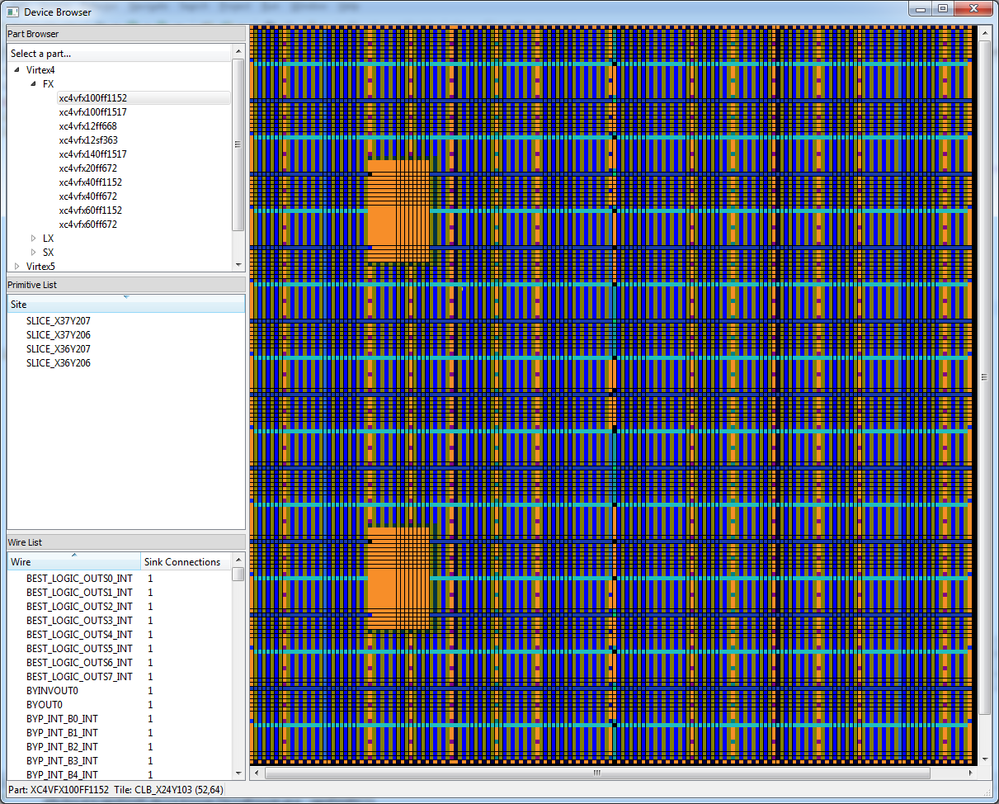 Device Browser
Part Browser
Select a part...
Virtex4
FX
xc4vfx100ff1152
xc4vfx100ff1517
xc4vfx12ff668
xc4vfx12sf363
xc4vfx140ff1517
xc4vfx20ff672
xc4vfx40ff1152
xc4vfx40ff672
xc4vfx60ff1152
xc4vfx60ff672
LX
SX
Virtex5
Primitive List
Site
SLICE_X37Y207
SLICE_X37Y206
SLICE_X36Y207
SLICE_X36Y206
Wire List
Wire Sink Connections
BEST_LOGIC_OUTS0_INT 1
BEST_LOGIC_OUTS1_INT 1
BEST_LOGIC_OUTS2_INT 1
BEST_LOGIC_OUTS3_INT 1
BEST_LOGIC_OUTS4_INT 1
BEST_LOGIC_OUTS5_INT 1
BEST_LOGIC_OUTS6_INT 1
BEST_LOGIC_OUTS7_INT 1
BYINVOUT0 1
BYOUT0 1
BYP_INT_B0_INT 1
BYP_INT_B1_INT 1
BYP_INT_B2_INT 1
BYP_INT_B3_INT 1
BYP_INT_B4_INT 1
Part: XC4VFX100FF1152 Tile: CLB_X24Y103 (52,64)